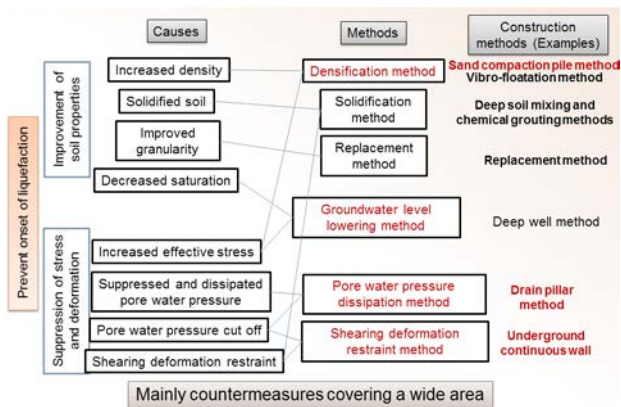 Causes
Methods
Construction
methods (Examples)
Prevent onset of liquefaction
Improvement of
soil properties
Increased density
Solidified soil
Improved
granularity
Decreased saturation
Suppression of stress
and deformation
Increased effective stress
Suppressed and dissipated
pore water pressure
Pore water pressure cut off
Shearing deformation restraint
Densification method
Solidification
method
Replacement
method
Groundwater level
lowering method
Pore water pressure
dissipation method
Shearing deformation
restraint method
Sand compaction pile method
Vibro-floatation method
Deep soil mixing and
chemical grouting methods
Replacement method
Deep well method
Drain pillar
method
Underground
continuous wall
Mainly countermeasures covering a wide area